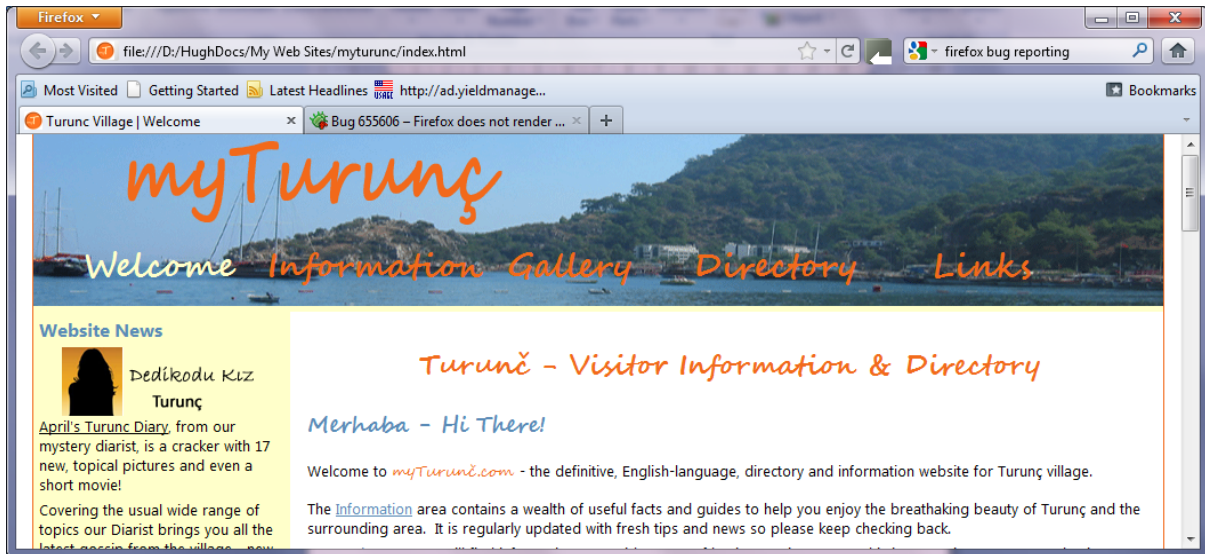 Firefox
file:///D:/HughDocs/My Web Sites/myturunc/index.html
firefox bug reporting
Most Visited Getting Started Latest Headlines http://ad.yieldmanage... Bookmarks
Turunc Village | Welcome Bug 655606 – Firefox does not render ...
myTurunç
Welcome Information Gallery Directory Links
Website News
Dedikodu Kız
Turunç
April's Turunc Diary, from our
mystery diarist, is a cracker with 17
new, topical pictures and even a
short movie!
Covering the usual wide range of
topics our Diarist brings you all the
latest gossip from the village - new
Turunč - Visitor Information & Directory
Merhaba - Hi There!
Welcome to myTurunč.com - the definitive, English-language, directory and information website for Turunç village.
The Information area contains a wealth of useful facts and guides to help you enjoy the breathaking beauty of Turunç and the
surrounding area. It is regularly updated with fresh tips and news so please keep checking back.